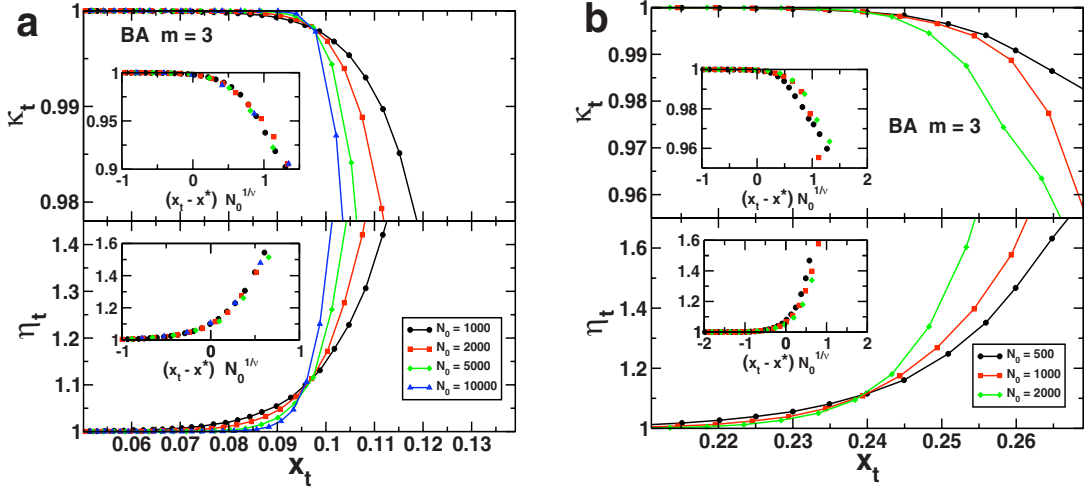 a
BA m = 3
κt
1
0.99
0.98
1
0.95
0.9
-1 0 1
(xt - x*) N0^1/ν
ηt
1.4
1.3
1.2
1.1
1
1.6
1.4
1.2
1
-1 0 1
(xt - x*) N0^1/ν
N0 = 1000
N0 = 2000
N0 = 5000
N0 = 10000
0.06 0.07 0.08 0.09 0.1 0.11 0.12 0.13
xt
b
BA m = 3
κt
1
0.99
0.98
0.97
0.96
1.00
0.98
0.96
-1 0 1 2
(xt - x*) N0^1/ν
ηt
1.6
1.4
1.2
1
1.6
1.4
1.2
1
-2 -1 0 1 2
(xt - x*) N0^1/ν
N0 = 500
N0 = 1000
N0 = 2000
0.22 0.23 0.24 0.25 0.26
xt